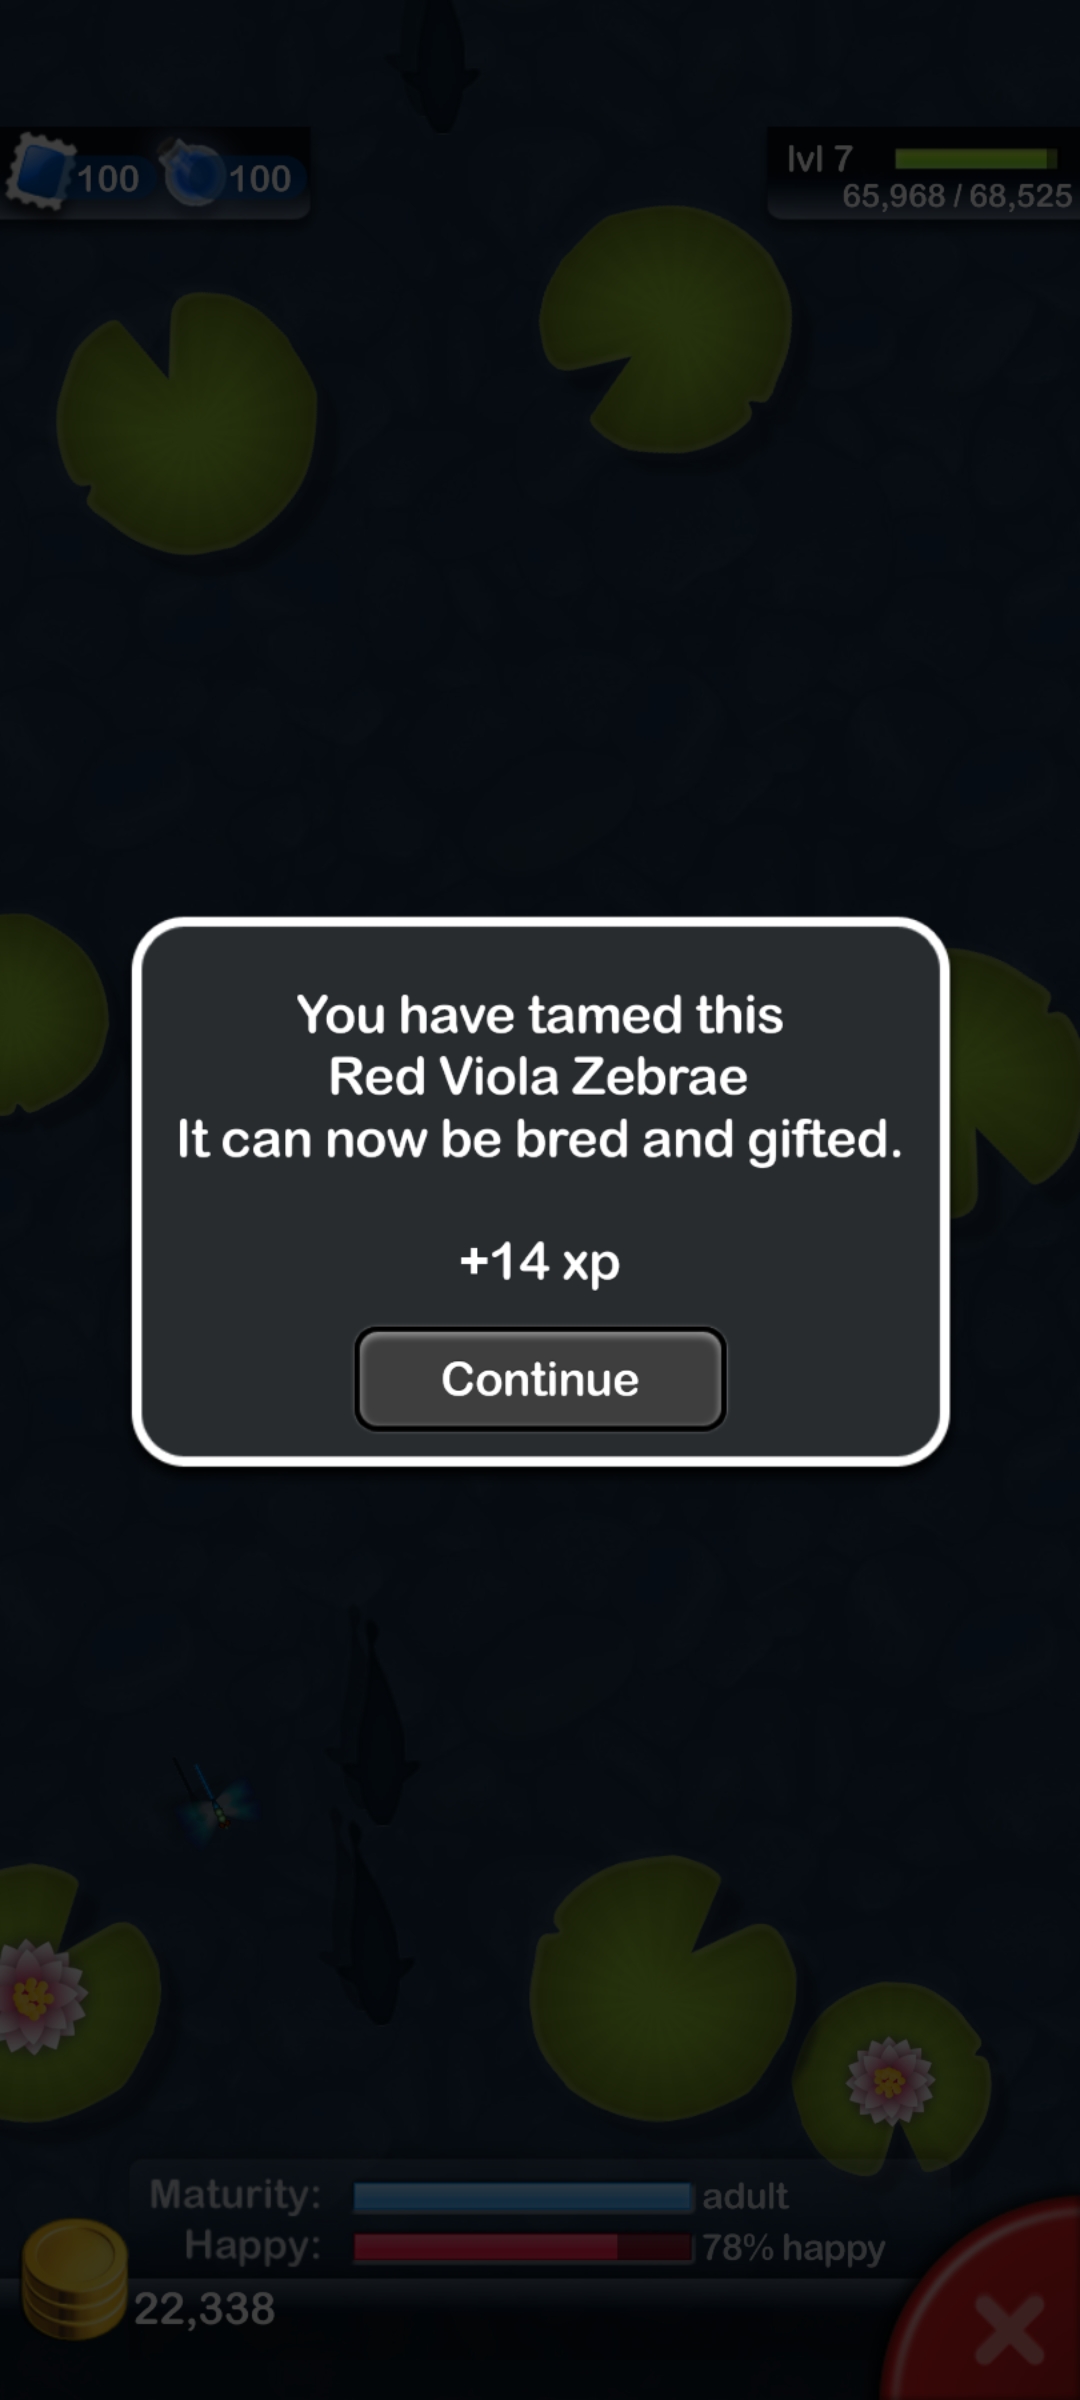 100 100
lvl 7
65,968 / 68,525
You have tamed this
Red Viola Zebrae
It can now be bred and gifted.
+14 xp
Continue
Maturity: adult
Happy: 78% happy
22,338